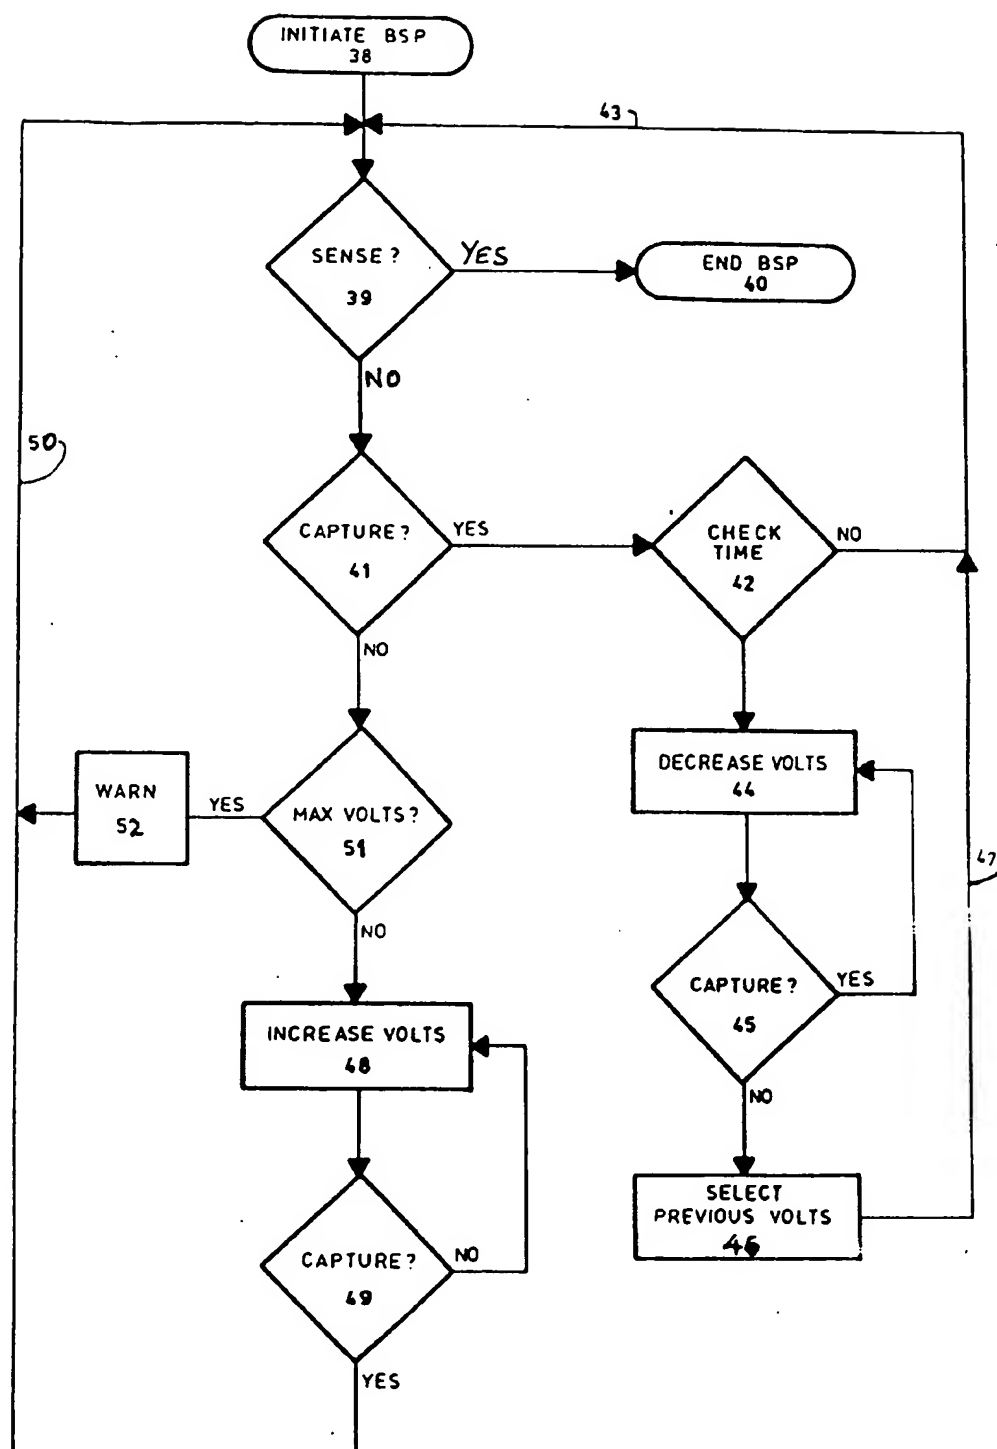 INITIATE BSP
38
43
SENSE?
39
YES
END BSP
40
NO
50
CAPTURE?
41
YES
CHECK
TIME
42
NO
NO
DECREASE VOLTS
44
WARN
52
YES
MAX VOLTS?
51
47
NO
CAPTURE?
45
YES
INCREASE VOLTS
48
NO
SELECT
PREVIOUS VOLTS
46
CAPTURE?
49
NO
YES